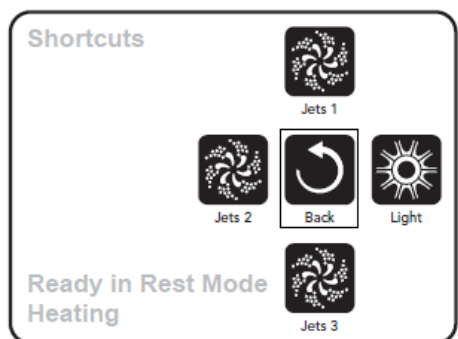 Shortcuts
Jets 1
Jets 2 Back Light
Ready in Rest Mode
Heating
Jets 3